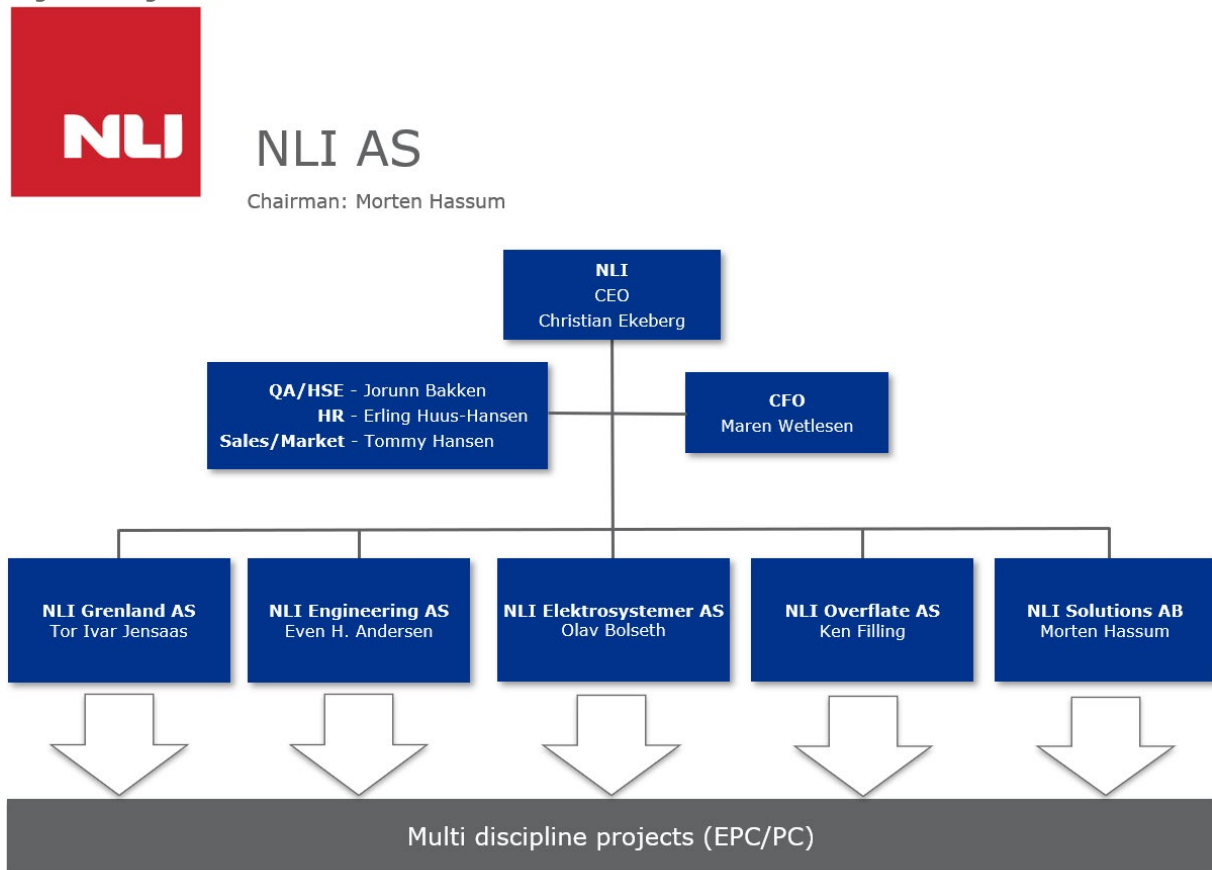 NLI
NLI AS
Chairman: Morten Hassum
NLI
CEO
Christian Ekeberg
QA/HSE - Jorunn Bakken
HR - Erling Huus-Hansen
Sales/Market - Tommy Hansen
CFO
Maren Wetlesen
NLI Grenland AS
Tor Ivar Jensaas
NLI Engineering AS
Even H. Andersen
NLI Elektrosystemer AS
Olav Bolseth
NLI Overflate AS
Ken Filling
NLI Solutions AB
Morten Hassum
Multi discipline projects (EPC/PC)